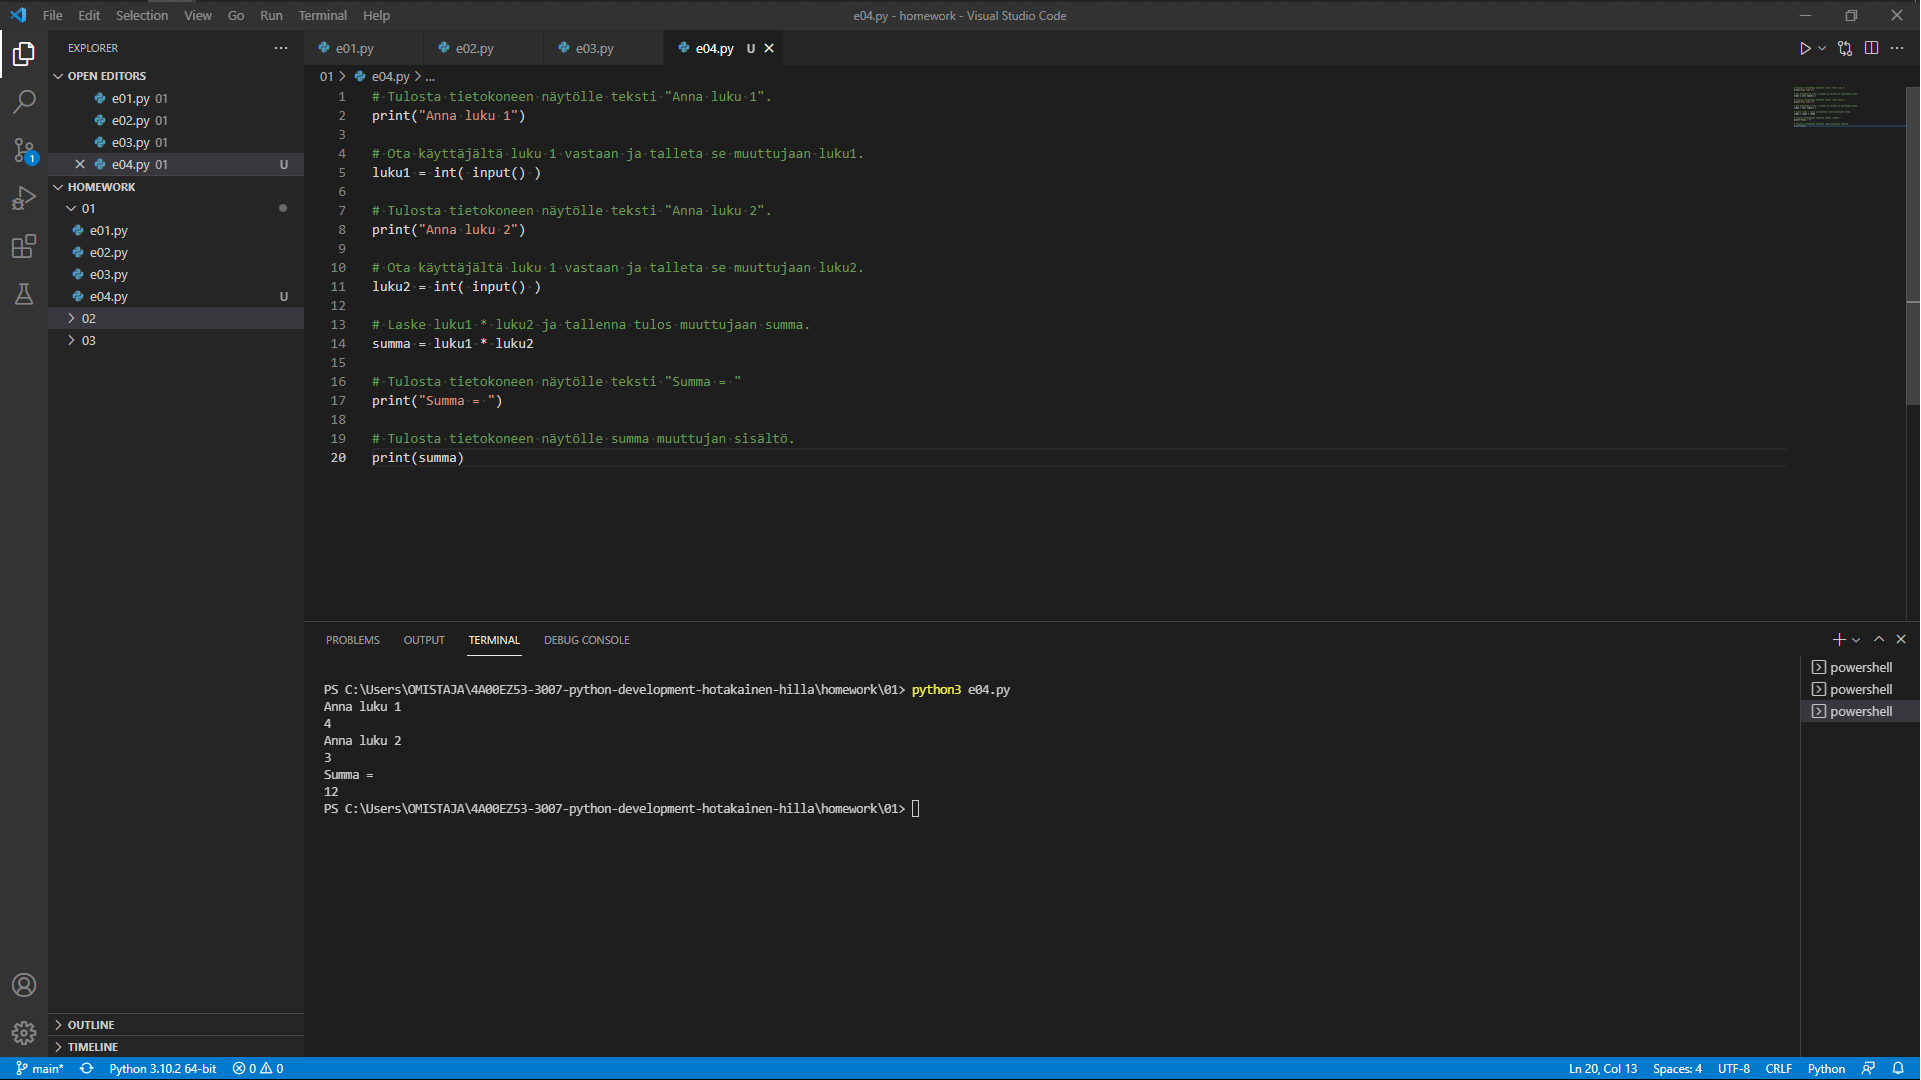 File Edit Selection View Go Run Terminal Help
e04.py - homework - Visual Studio Code
EXPLORER
OPEN EDITORS
e01.py 01
e02.py 01
e03.py 01
e04.py 01 U
HOMEWORK
01
e01.py
e02.py
e03.py
e04.py U
02
03
OUTLINE
TIMELINE
1
e01.py e02.py e03.py e04.py U
01 > e04.py > ...
1 # Tulosta tietokoneen näytölle teksti "Anna luku 1".
2 print("Anna luku 1")
3
4 # Ota käyttäjältä luku 1 vastaan ja talleta se muuttujaan luku1.
5 luku1 = int( input() )
6
7 # Tulosta tietokoneen näytölle teksti "Anna luku 2".
8 print("Anna luku 2")
9
10 # Ota käyttäjältä luku 1 vastaan ja talleta se muuttujaan luku2.
11 luku2 = int( input() )
12
13 # Laske luku1 * luku2 ja tallenna tulos muuttujaan summa.
14 summa = luku1 * luku2
15
16 # Tulosta tietokoneen näytölle teksti "Summa = "
17 print("Summa = ")
18
19 # Tulosta tietokoneen näytölle summa muuttujan sisältö.
20 print(summa)
PROBLEMS OUTPUT TERMINAL DEBUG CONSOLE
PS C:\Users\OMISTAJA\4A00EZ53-3007-python-development-hotakainen-hilla\homework\01> python3 e04.py
Anna luku 1
4
Anna luku 2
3
Summa =
12
PS C:\Users\OMISTAJA\4A00EZ53-3007-python-development-hotakainen-hilla\homework\01>
powershell
powershell
powershell
main* Python 3.10.2 64-bit 0 0
Ln 20, Col 13 Spaces: 4 UTF-8 CRLF Python